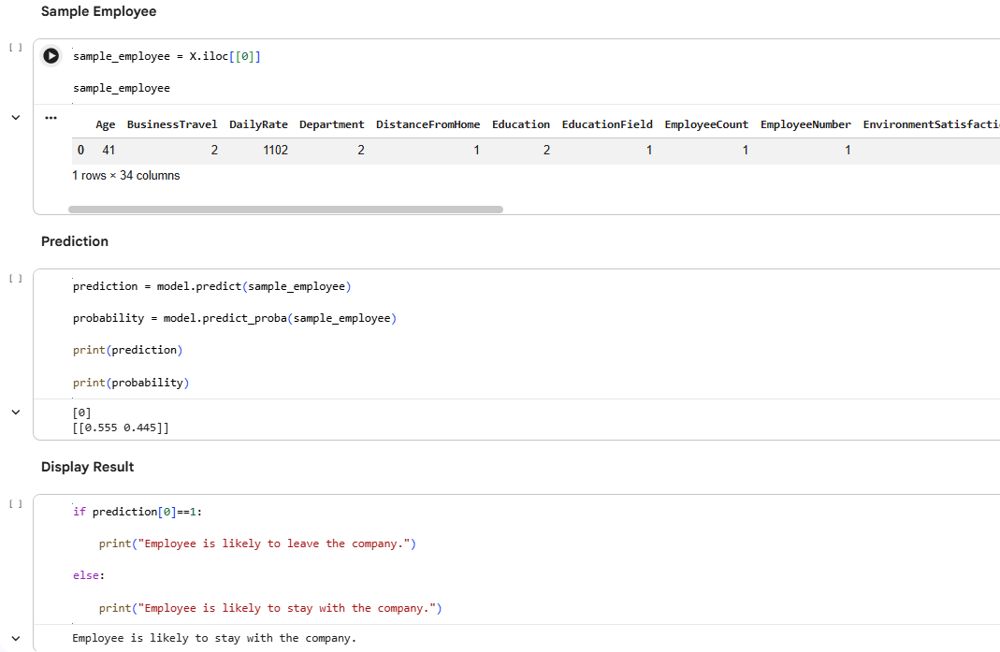 Sample Employee
[ ]
sample_employee = X.iloc[[0]]
sample_employee
Age BusinessTravel DailyRate Department DistanceFromHome Education EducationField EmployeeCount EmployeeNumber EnvironmentSatisfacti
0 41 2 1102 2 1 2 1 1 1
1 rows × 34 columns
Prediction
[ ]
prediction = model.predict(sample_employee)
probability = model.predict_proba(sample_employee)
print(prediction)
print(probability)
[0]
[[0.555 0.445]]
Display Result
[ ]
if prediction[0]==1:
print("Employee is likely to leave the company.")
else:
print("Employee is likely to stay with the company.")
Employee is likely to stay with the company.